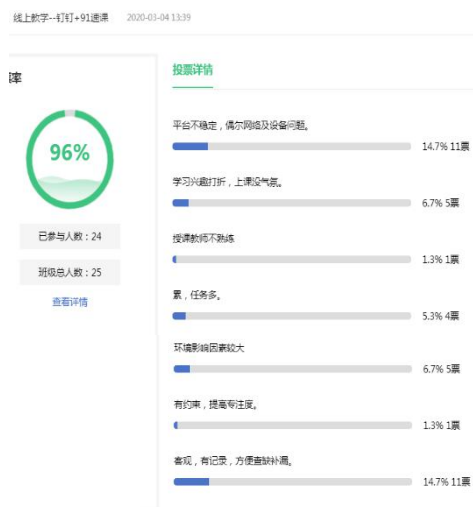 线上教学--钉钉+91速课 2020-03-04 13:39
率
投票详情
平台不稳定，偶尔网络及设备问题。
96%
14.7% 11票
学习兴趣打折，上课没气氛。
6.7% 5票
已参与人数：24
授课教师不熟练
1.3% 1票
班级总人数：25
累，任务多。
查看详情
5.3% 4票
环境影响因素较大
6.7% 5票
有约束，提高专注度。
1.3% 1票
客观，有记录，方便查缺补漏。
14.7% 11票